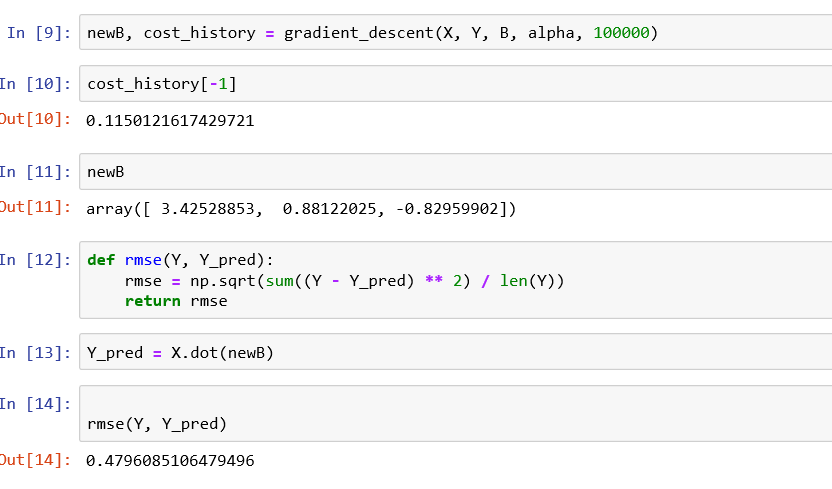 In [9]: newB, cost_history = gradient_descent(X, Y, B, alpha, 100000)
In [10]: cost_history[-1]
Out[10]: 0.1150121617429721
In [11]: newB
Out[11]: array([ 3.42528853,  0.88122025, -0.82959902])
In [12]: def rmse(Y, Y_pred):
    rmse = np.sqrt(sum((Y - Y_pred) ** 2) / len(Y))
    return rmse
In [13]: Y_pred = X.dot(newB)
In [14]:
rmse(Y, Y_pred)
Out[14]: 0.4796085106479496